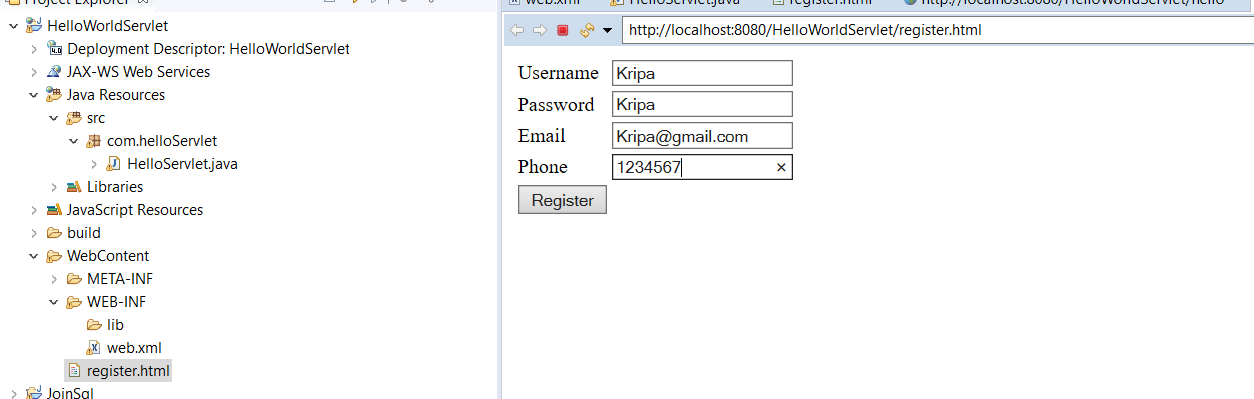 Project Explorer
HelloWorldServlet
Deployment Descriptor: HelloWorldServlet
JAX-WS Web Services
Java Resources
src
com.helloServlet
HelloServlet.java
Libraries
JavaScript Resources
build
WebContent
META-INF
WEB-INF
lib
web.xml
register.html
JoinSql
web.xml HelloServlet.java register.html http://localhost:8080/HelloWorldServlet/hello
http://localhost:8080/HelloWorldServlet/register.html
Username Kripa
Password Kripa
Email Kripa@gmail.com
Phone 1234567
Register